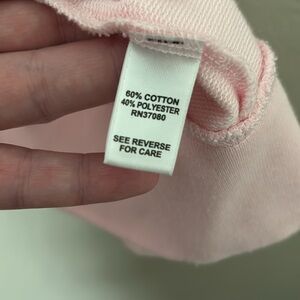 60% COTTON
40% POLYESTER
RN37080
SEE REVERSE
FOR CARE